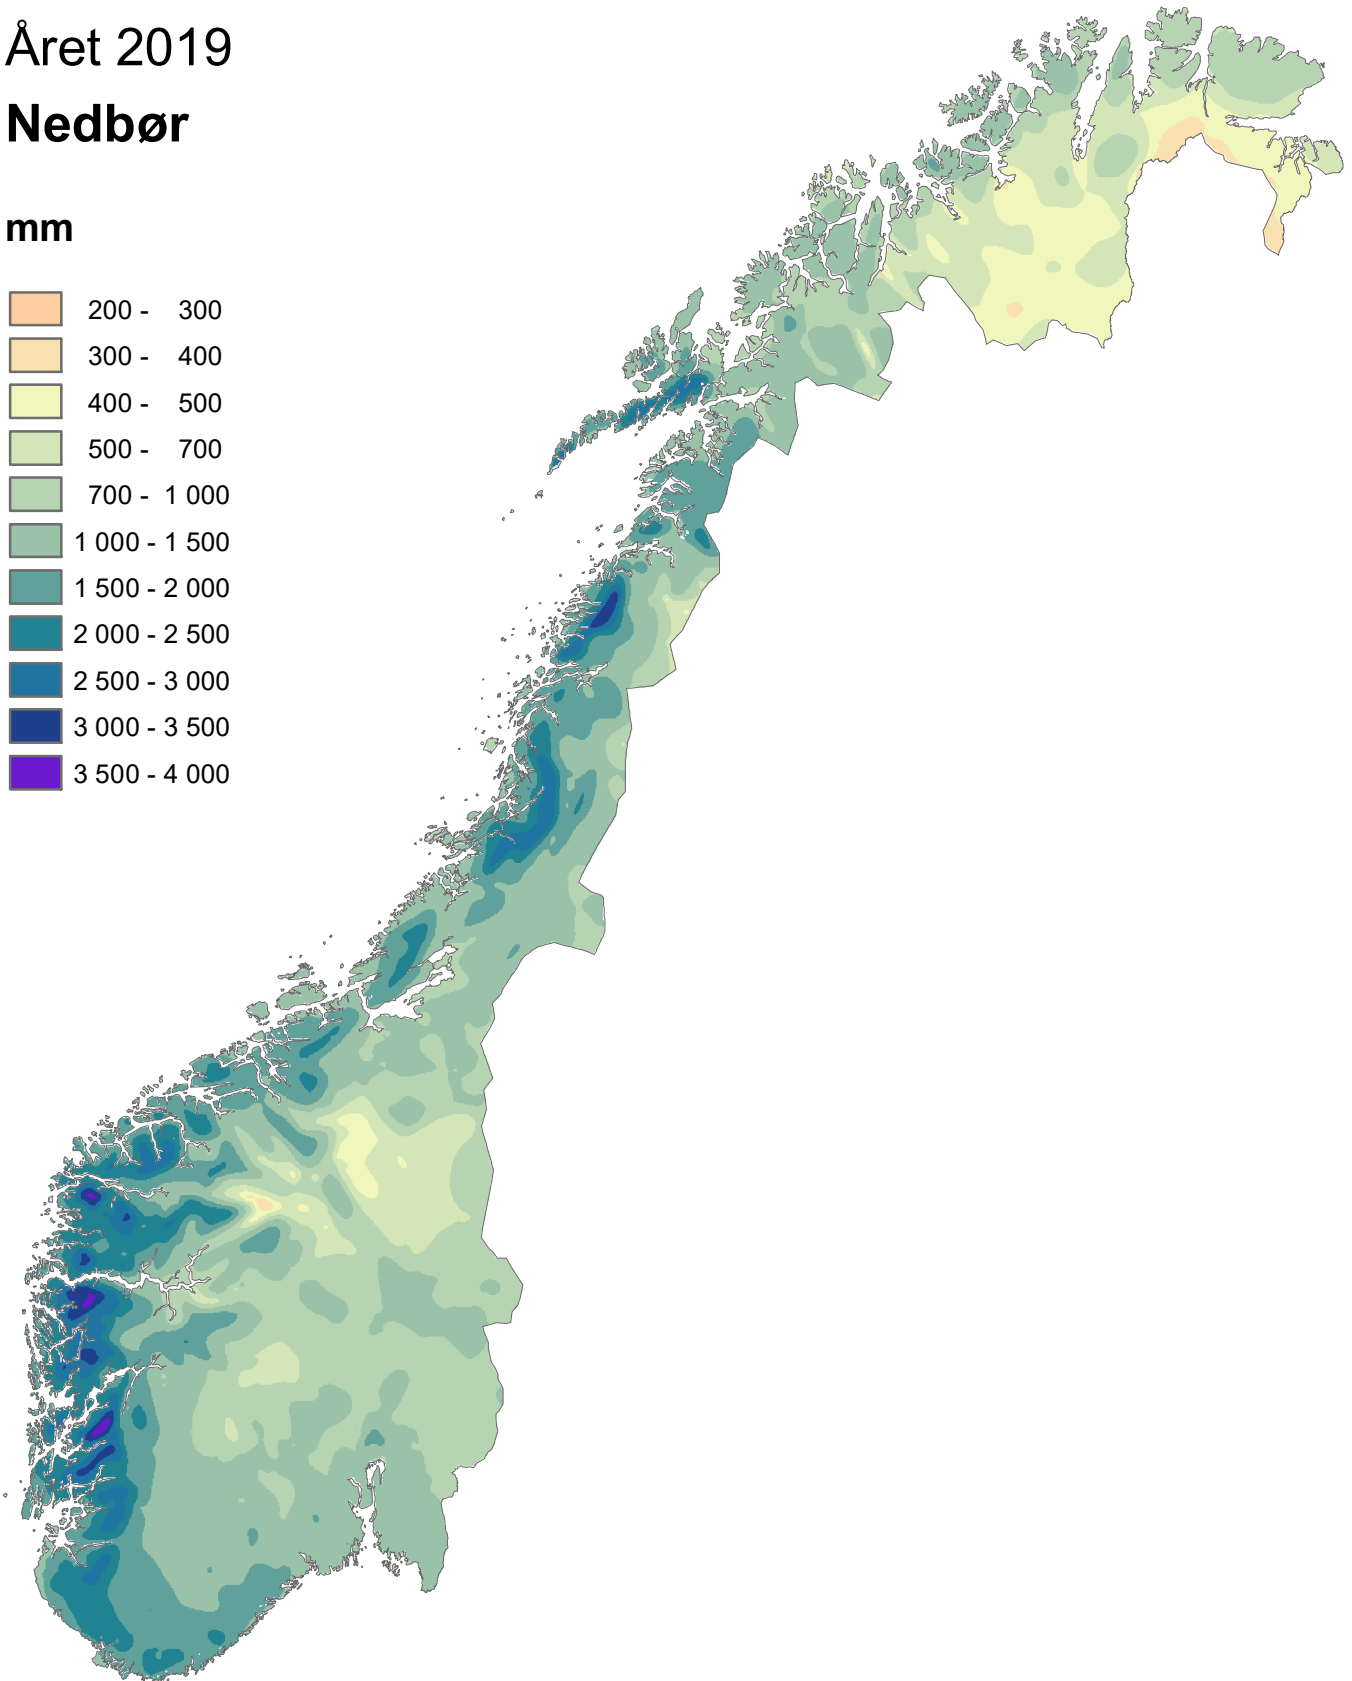 Året 2019
Nedbør
mm
200 - 300
300 - 400
400 - 500
500 - 700
700 - 1 000
1 000 - 1 500
1 500 - 2 000
2 000 - 2 500
2 500 - 3 000
3 000 - 3 500
3 500 - 4 000